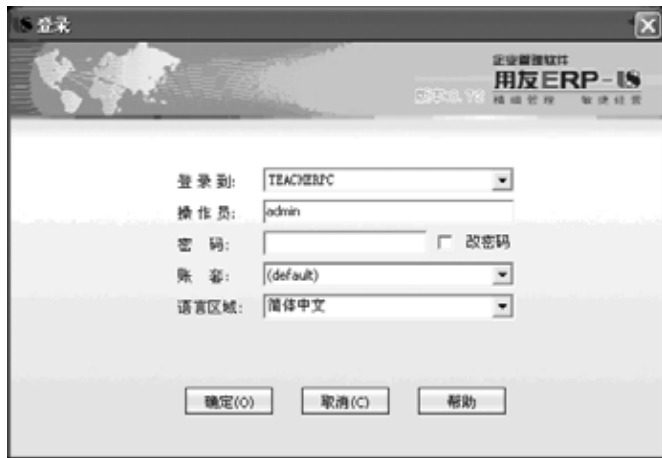 登录
企业管理软件
用友ERP-U8
精细管理 敏捷经营
登录到: TEACHERPC
操作员: admin
密 码: 改密码
账 套: (default)
语言区域: 简体中文
确定(O) 取消(C) 帮助